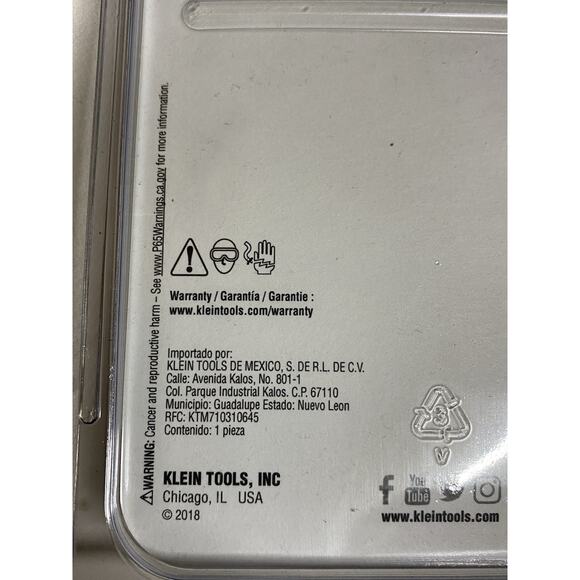 ⚠WARNING: Cancer and reproductive harm – See www.P65Warnings.ca.gov for more information.
Warranty / Garantía / Garantie :
www.kleintools.com/warranty
Importado por:
KLEIN TOOLS DE MEXICO, S. DE R.L. DE C.V.
Calle: Avenida Kalos, No. 801-1
Col. Parque Industrial Kalos. C.P. 67110
Municipio: Guadalupe Estado: Nuevo Leon
RFC: KTM710310645
Contenido: 1 pieza
3
V
KLEIN TOOLS, INC
Chicago, IL USA
© 2018
You
Tube
www.kleintools.com